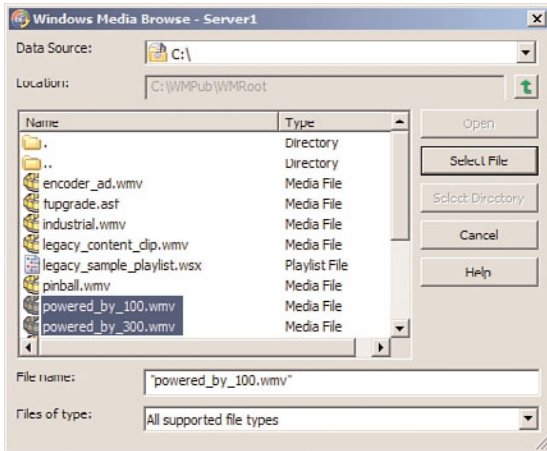 Windows Media Browse - Server1
Data Source:
C:\
Location:
C:\WMPub\WMRoot
Name Type
. Directory
.. Directory
encoder_ad.wmv Media File
fupgrade.asf Media File
industrial.wmv Media File
legacy_content_clip.wmv Media File
legacy_sample_playlist.wsx Playlist File
pinball.wmv Media File
powered_by_100.wmv Media File
powered_by_300.wmv Media File
Open
Select File
Select Directory
Cancel
Help
File name:
"powered_by_100.wmv"
Files of type:
All supported file types